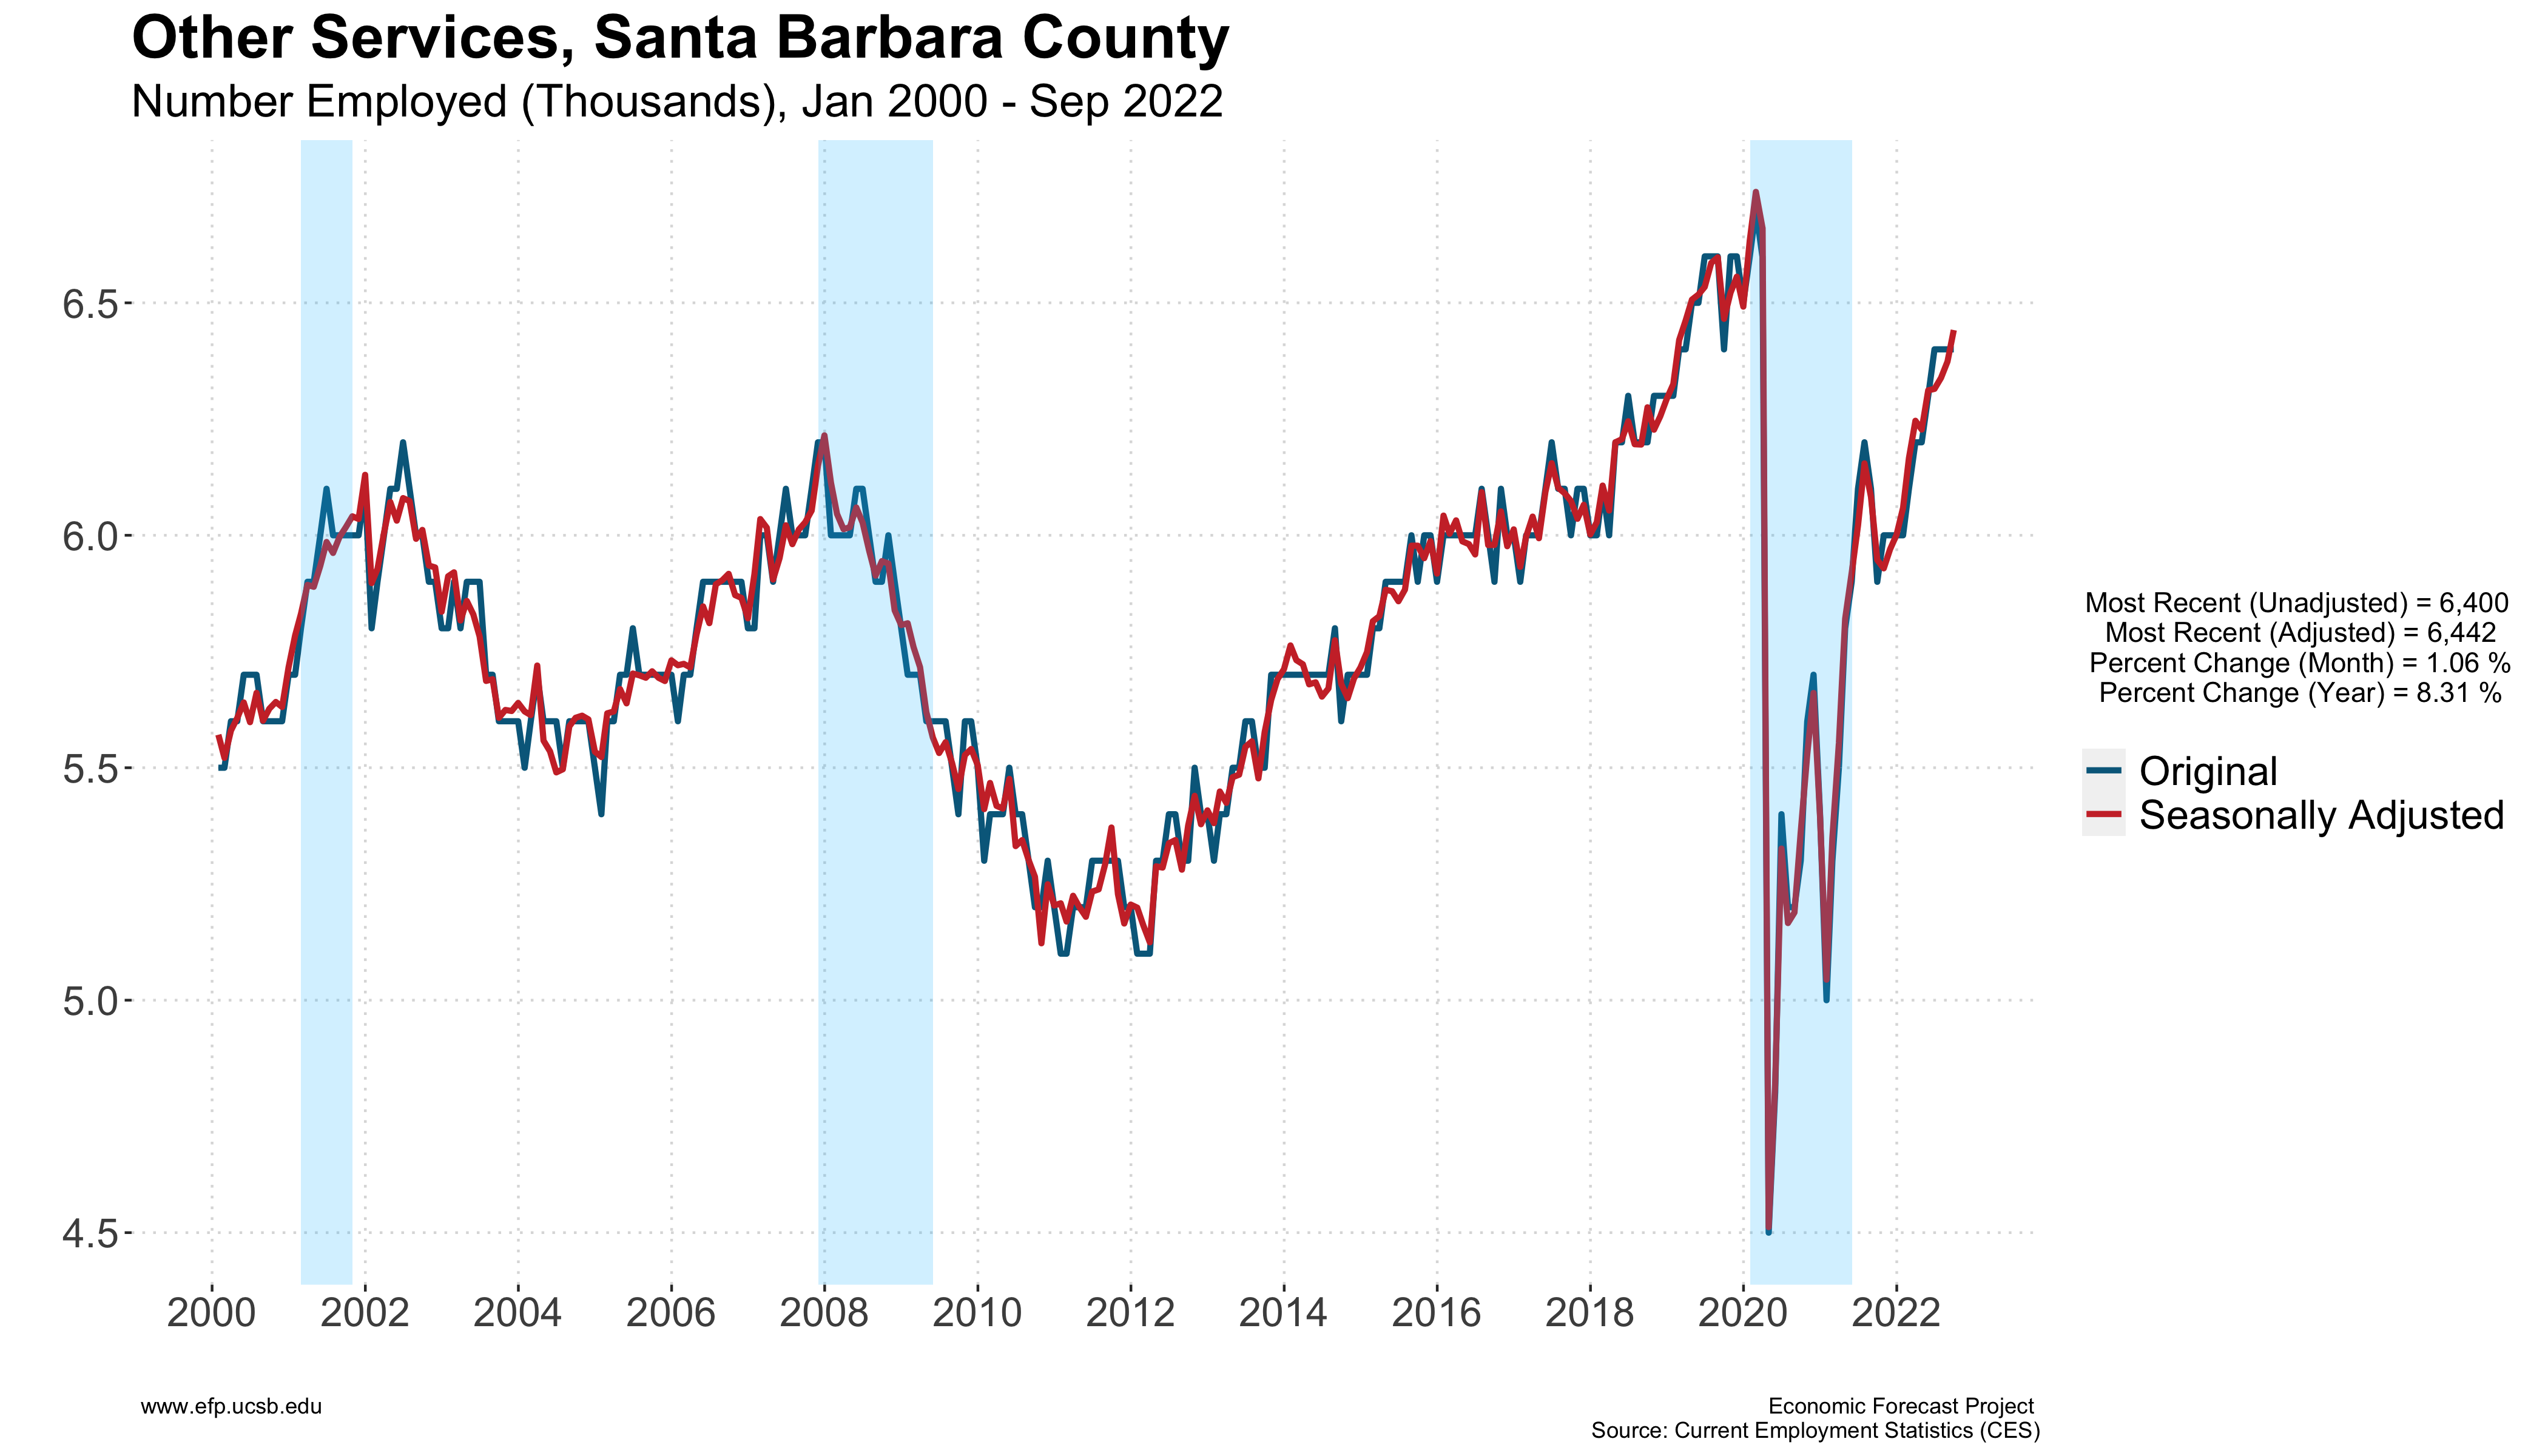 Other Services, Santa Barbara County
Number Employed (Thousands), Jan 2000 - Sep 2022
6.5
6.0
5.5
5.0
4.5
2000 2002 2004 2006 2008 2010 2012 2014 2016 2018 2020 2022
Most Recent (Unadjusted) = 6,400
Most Recent (Adjusted) = 6,442
Percent Change (Month) = 1.06 %
Percent Change (Year) = 8.31 %
Original
Seasonally Adjusted
www.efp.ucsb.edu
Economic Forecast Project
Source: Current Employment Statistics (CES)